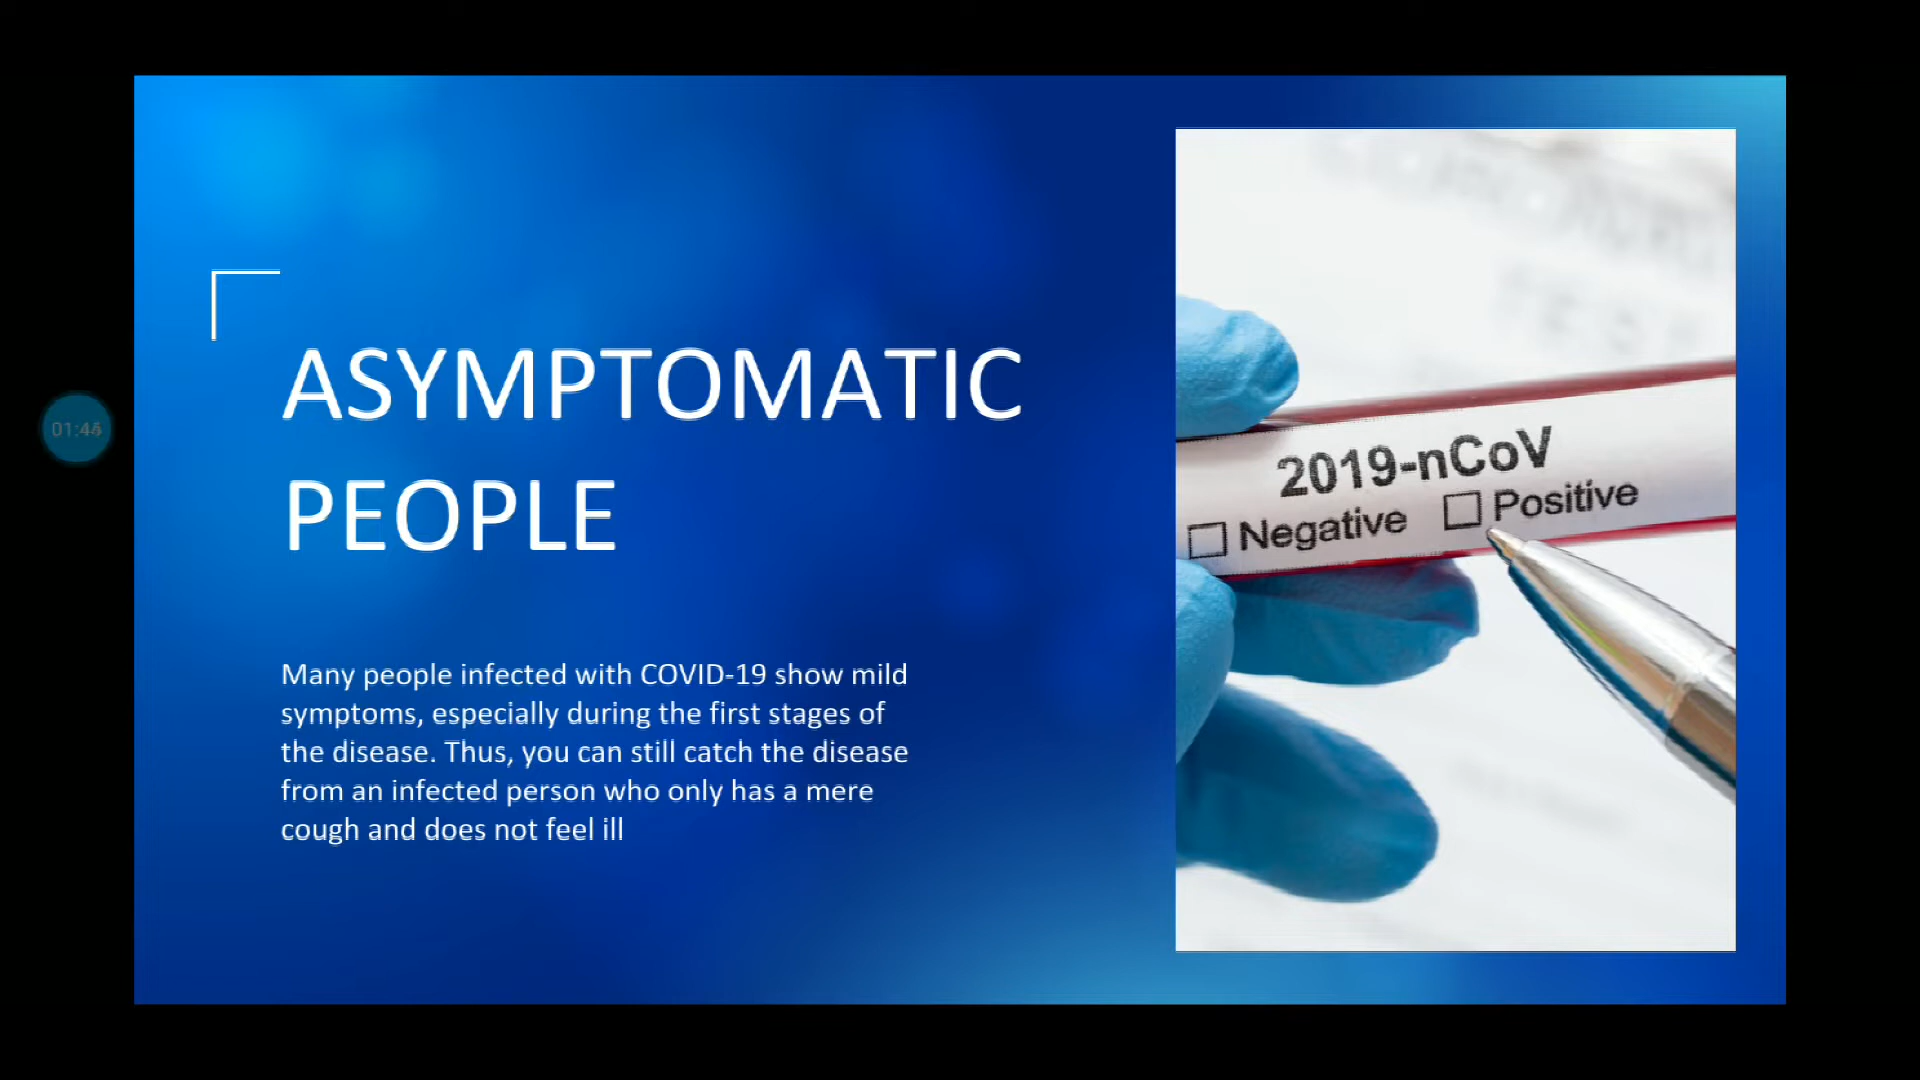 ASYMPTOMATIC
PEOPLE
Many people infected with COVID-19 show mild
symptoms, especially during the first stages of
the disease. Thus, you can still catch the disease
from an infected person who only has a mere
cough and does not feel ill
2019-nCoV
Negative Positive